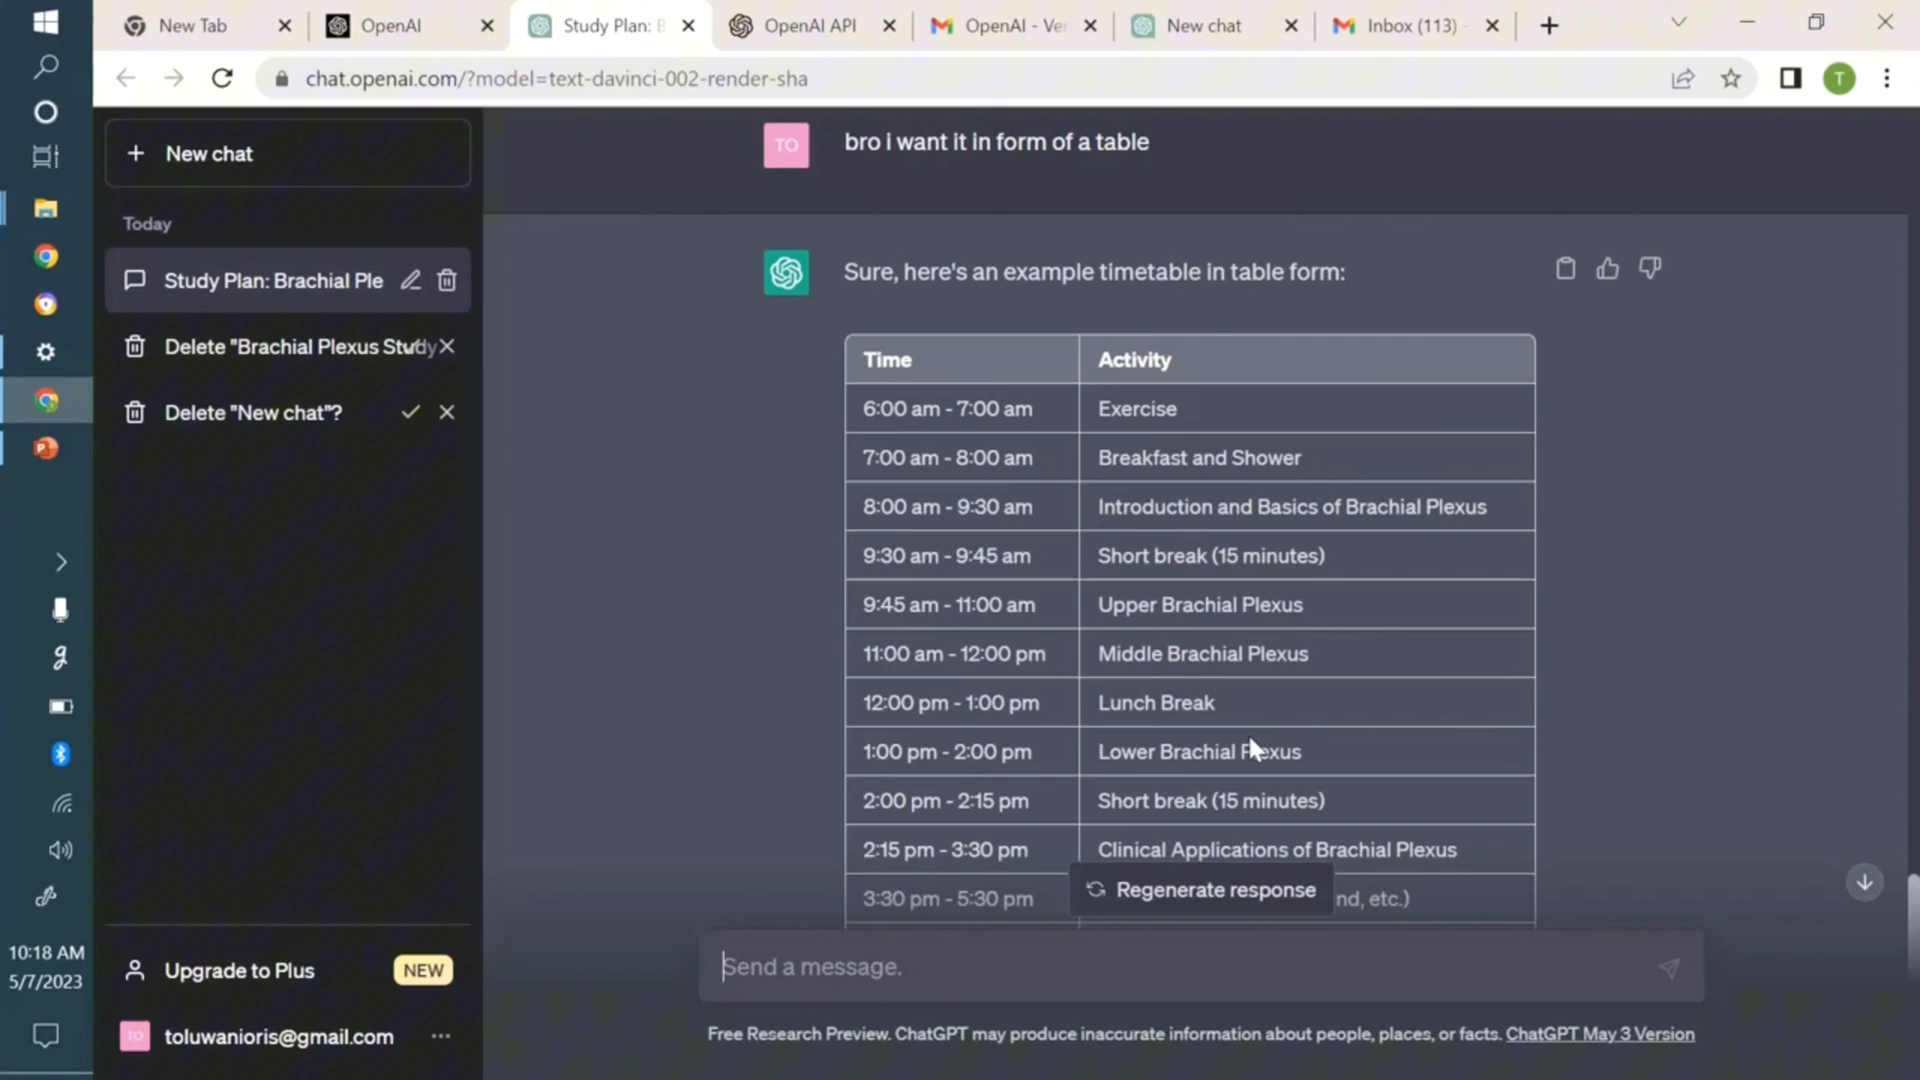 New Tab
OpenAI
Study Plan: B
OpenAI API
OpenAI - Ver
New chat
Inbox (113) -
chat.openai.com/?model=text-davinci-002-render-sha
T
New chat
Today
Study Plan: Brachial Ple
Delete "Brachial Plexus Study
Delete "New chat"?
TO
bro i want it in form of a table
Sure, here's an example timetable in table form:
Time Activity
6:00 am - 7:00 am Exercise
7:00 am - 8:00 am Breakfast and Shower
8:00 am - 9:30 am Introduction and Basics of Brachial Plexus
9:30 am - 9:45 am Short break (15 minutes)
9:45 am - 11:00 am Upper Brachial Plexus
11:00 am - 12:00 pm Middle Brachial Plexus
12:00 pm - 1:00 pm Lunch Break
1:00 pm - 2:00 pm Lower Brachial Plexus
2:00 pm - 2:15 pm Short break (15 minutes)
2:15 pm - 3:30 pm Clinical Applications of Brachial Plexus
3:30 pm - 5:30 pm nd, etc.)
Regenerate response
Send a message.
Free Research Preview. ChatGPT may produce inaccurate information about people, places, or facts. ChatGPT May 3 Version
Upgrade to Plus
NEW
TO
toluwanioris@gmail.com
10:18 AM
5/7/2023